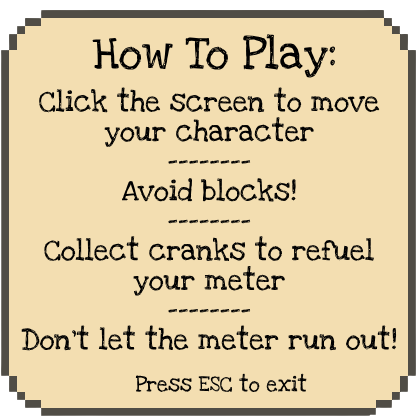 How To Play:
Click the screen to move
your character
--------
Avoid blocks!
--------
Collect cranks to refuel
your meter
--------
Don't let the meter run out!
Press ESC to exit